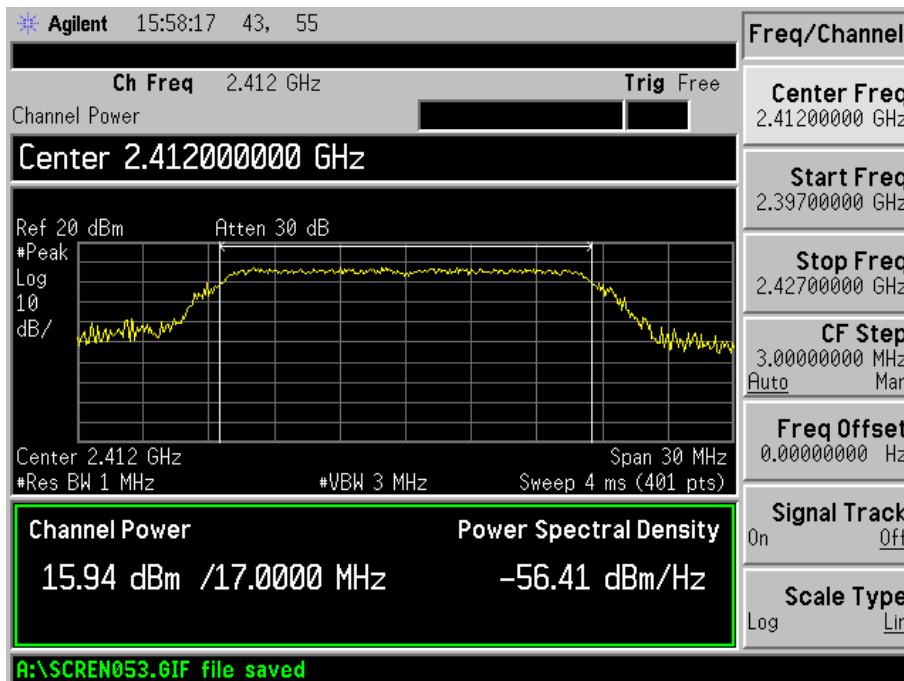 Agilent 15:58:17 43, 55
Freq/Channel
Ch Freq 2.412 GHz Trig Free
Channel Power
Center 2.412000000 GHz
Ref 20 dBm Atten 30 dB
#Peak
Log
10
dB/
Center 2.412 GHz Span 30 MHz
#Res BW 1 MHz #VBW 3 MHz Sweep 4 ms (401 pts)
Channel Power Power Spectral Density
15.94 dBm /17.0000 MHz -56.41 dBm/Hz
A:\SCREN053.GIF file saved
Center Freq
2.41200000 GHz
Start Freq
2.39700000 GHz
Stop Freq
2.42700000 GHz
CF Step
3.00000000 MHz
Auto Man
Freq Offset
0.00000000 Hz
Signal Track
On Off
Scale Type
Log Lin